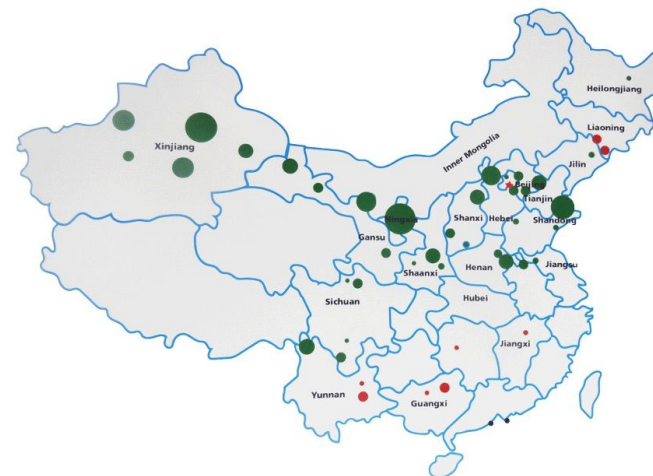 Heilongjiang
Liaoning
Inner Mongolia
Jilin
Xinjiang
Beijing
Tianjin
Ningxia
Shanxi
Hebei
Shandong
Gansu
Shaanxi
Henan
Jiangsu
Sichuan
Hubei
Jiangxi
Yunnan
Guangxi